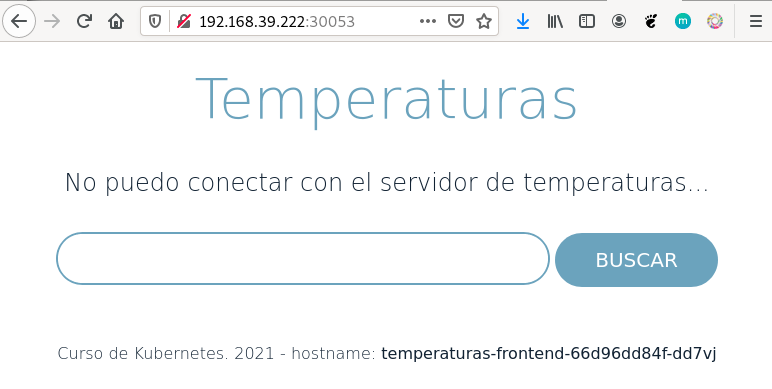 192.168.39.222:30053
Temperaturas
No puedo conectar con el servidor de temperaturas...
BUSCAR
Curso de Kubernetes. 2021 - hostname: temperaturas-frontend-66d96dd84f-dd7vj